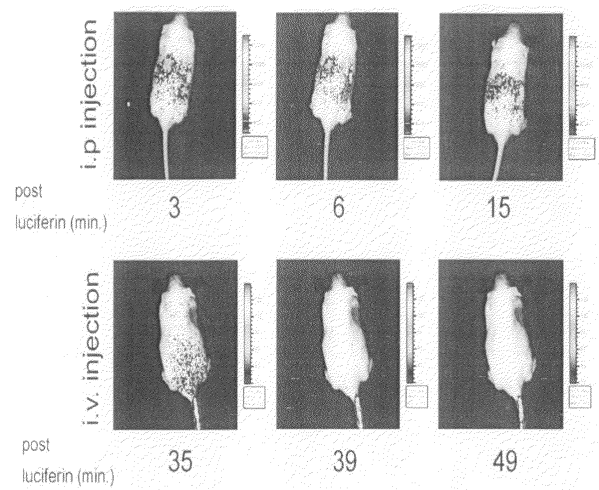 i.p injection
post
luciferin (min.)
3 6 15
i.v. injection
post
luciferin (min.)
35 39 49